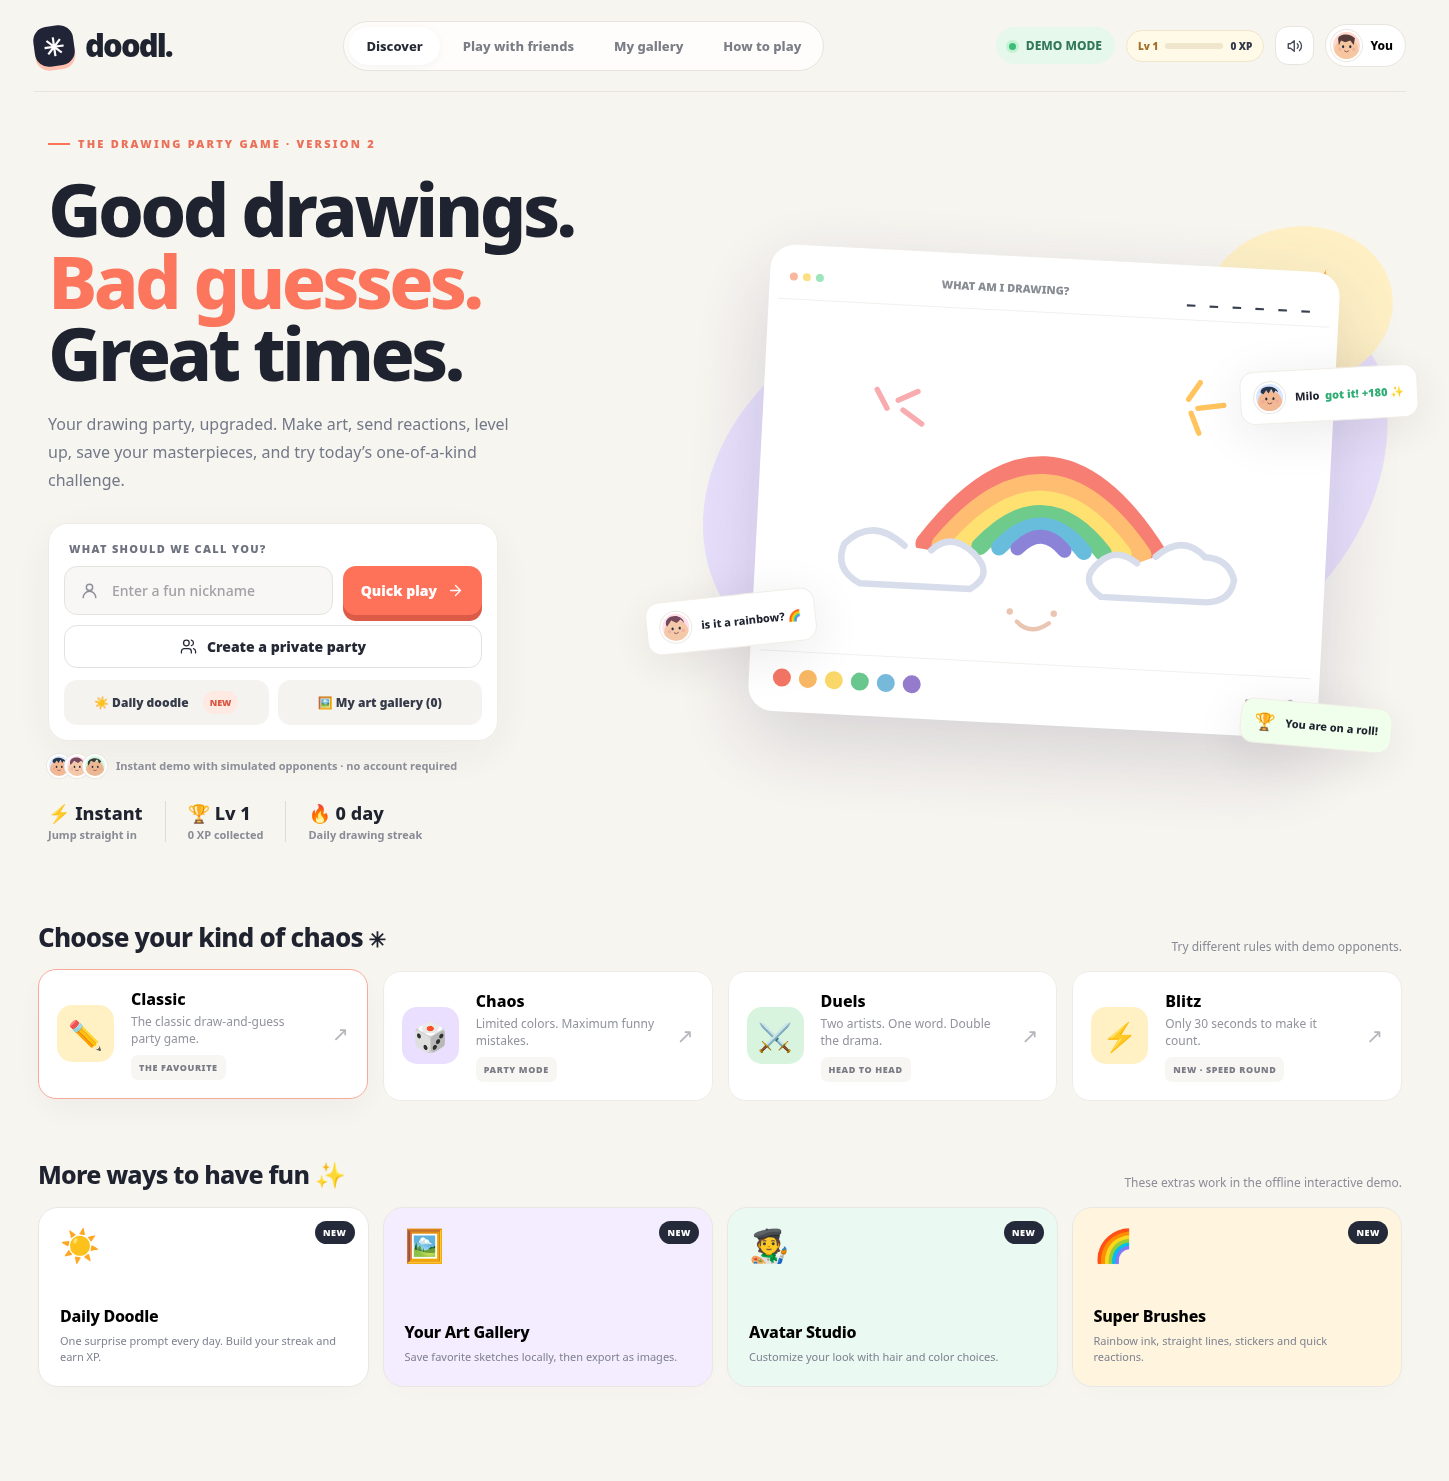 doodl.
Discover
Play with friends
My gallery
How to play
DEMO MODE
Lv 1
0 XP
You
THE DRAWING PARTY GAME · VERSION 2
Good drawings.
Bad guesses.
Great times.
Your drawing party, upgraded. Make art, send reactions, level
up, save your masterpieces, and try today’s one-of-a-kind
challenge.
WHAT SHOULD WE CALL YOU?
Enter a fun nickname
Quick play →
Create a private party
☀️ Daily doodle NEW
🖼️ My art gallery (0)
Instant demo with simulated opponents · no account required
⚡ Instant
Jump straight in
🏆 Lv 1
0 XP collected
🔥 0 day
Daily drawing streak
WHAT AM I DRAWING?
_ _ _ _ _ _
Milo got it! +180 ✨
is it a rainbow? 🌈
🏆 You are on a roll!
Choose your kind of chaos ✳
Try different rules with demo opponents.
Classic
The classic draw-and-guess
party game.
THE FAVOURITE
↗
Chaos
Limited colors. Maximum funny
mistakes.
PARTY MODE
↗
Duels
Two artists. One word. Double
the drama.
HEAD TO HEAD
↗
Blitz
Only 30 seconds to make it
count.
NEW · SPEED ROUND
↗
More ways to have fun ✨
These extras work in the offline interactive demo.
NEW
Daily Doodle
One surprise prompt every day. Build your streak and
earn XP.
NEW
Your Art Gallery
Save favorite sketches locally, then export as images.
NEW
Avatar Studio
Customize your look with hair and color choices.
NEW
Super Brushes
Rainbow ink, straight lines, stickers and quick
reactions.